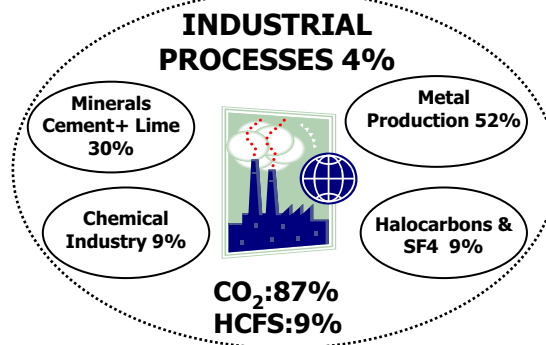 INDUSTRIAL
PROCESSES 4%
Minerals
Cement+ Lime
30%
Metal
Production 52%
Chemical
Industry 9%
Halocarbons &
SF4 9%
CO₂:87%
HCFS:9%